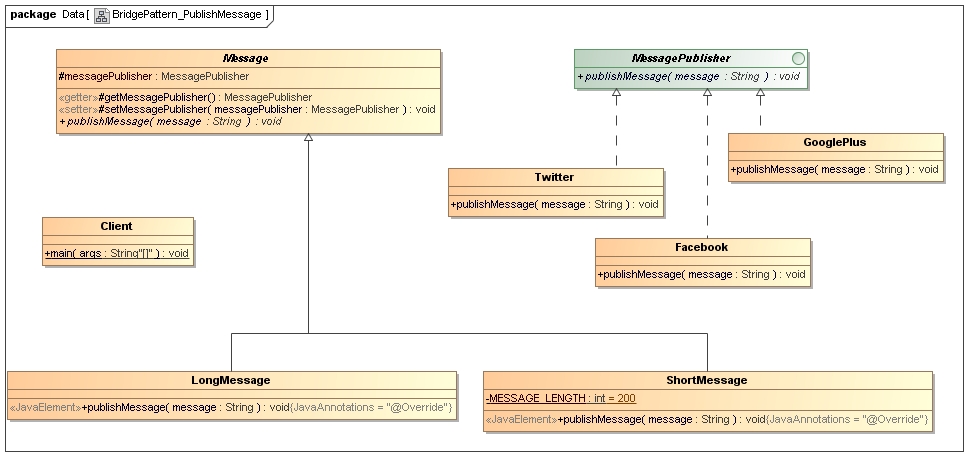 package Data [ BridgePattern_PublishMessage ]
Message
#messagePublisher : MessagePublisher
«getter»#getMessagePublisher() : MessagePublisher
«setter»#setMessagePublisher( messagePublisher : MessagePublisher ) : void
+publishMessage( message : String ) : void
MessagePublisher
+publishMessage( message : String ) : void
GooglePlus
+publishMessage( message : String ) : void
Twitter
+publishMessage( message : String ) : void
Client
+main( args : String"[]" ) : void
Facebook
+publishMessage( message : String ) : void
LongMessage
«JavaElement»+publishMessage( message : String ) : void{JavaAnnotations = "@Override"}
ShortMessage
-MESSAGE_LENGTH : int = 200
«JavaElement»+publishMessage( message : String ) : void{JavaAnnotations = "@Override"}